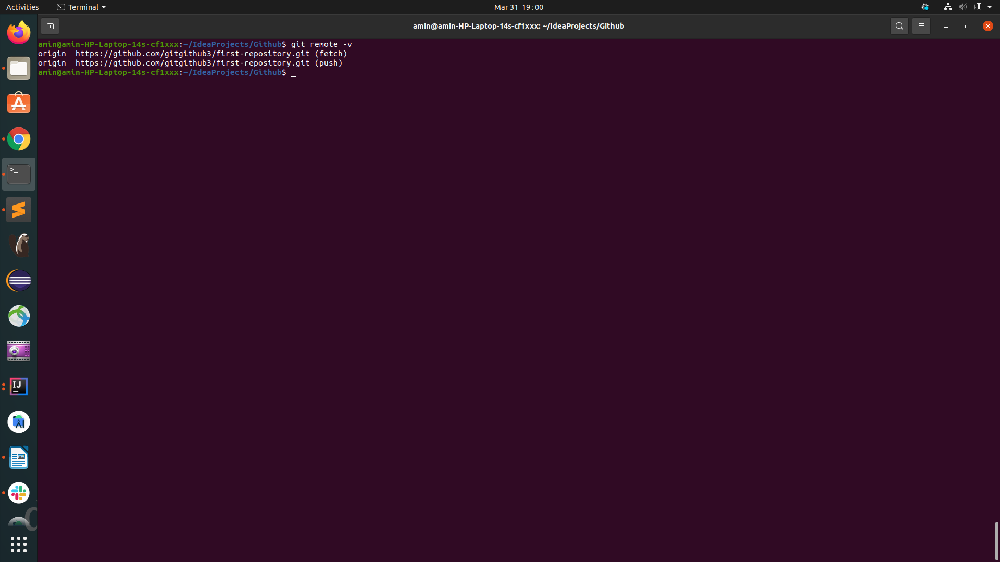 Activities
Terminal
Mar 31 19:00
amin@amin-HP-Laptop-14s-cf1xxx: ~/IdeaProjects/Github
amin@amin-HP-Laptop-14s-cf1xxx:~/IdeaProjects/Github$ git remote -v
origin  https://github.com/gitgithub3/first-repository.git (fetch)
origin  https://github.com/gitgithub3/first-repository.git (push)
amin@amin-HP-Laptop-14s-cf1xxx:~/IdeaProjects/Github$
>_
IJ